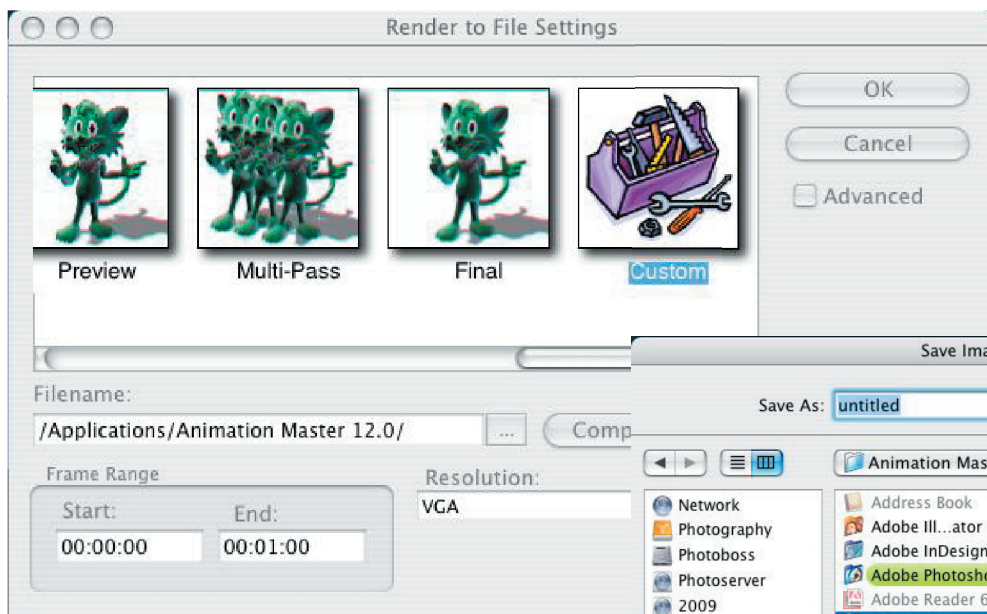 Render to File Settings
OK
Cancel
Advanced
Preview
Multi-Pass
Final
Custom
Filename:
/Applications/Animation Master 12.0/
...
Comp
Frame Range
Start:
End:
00:00:00
00:01:00
Resolution:
VGA
Save Ima
Save As:
untitled
Animation Mas
Network
Photography
Photoboss
Photoserver
2009
Address Book
Adobe Ill...ator
Adobe InDesign
Adobe Photosho
Adobe Reader 6